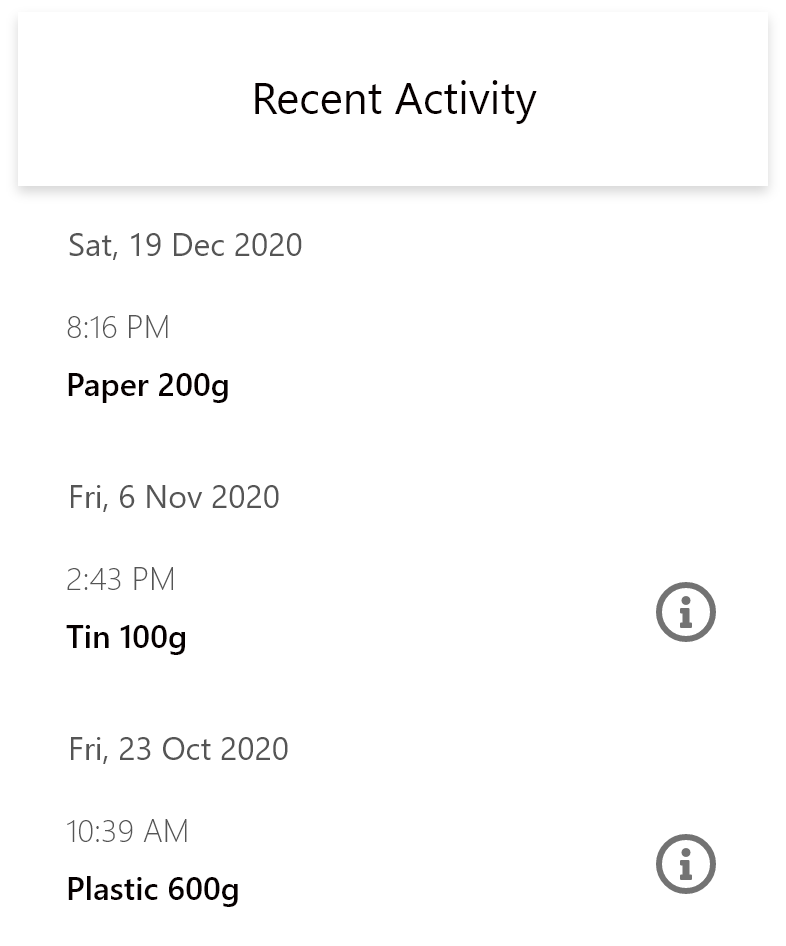 Recent Activity
Sat, 19 Dec 2020
8:16 PM
Paper 200g
Fri, 6 Nov 2020
2:43 PM
Tin 100g
Fri, 23 Oct 2020
10:39 AM
Plastic 600g